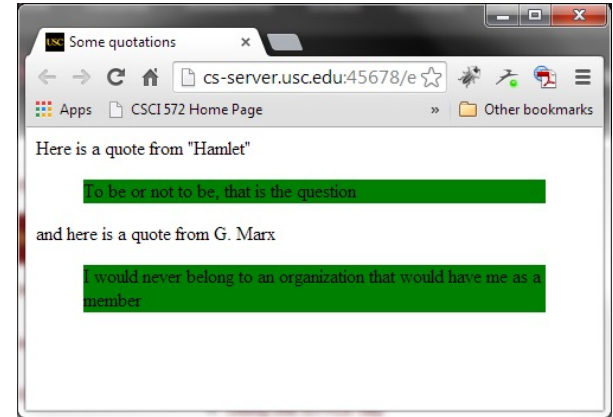 USC Some quotations
cs-server.usc.edu:45678/e
Apps CSCI 572 Home Page » Other bookmarks
Here is a quote from "Hamlet"
To be or not to be, that is the question
and here is a quote from G. Marx
I would never belong to an organization that would have me as a
member